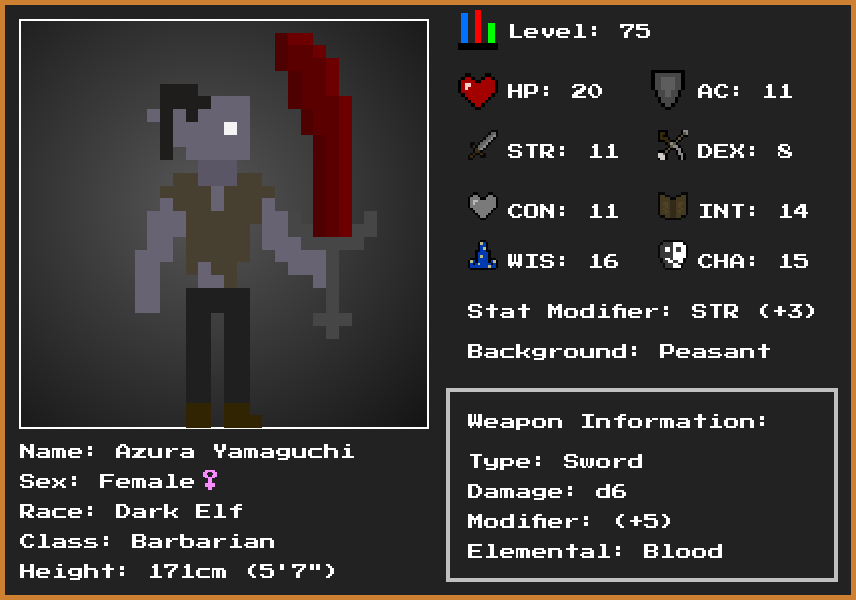 Level: 75
HP: 20 AC: 11
STR: 11 DEX: 8
CON: 11 INT: 14
WIS: 16 CHA: 15
Stat Modifier: STR (+3)
Background: Peasant
Weapon Information:
Type: Sword
Damage: d6
Modifier: (+5)
Elemental: Blood
Name: Azura Yamaguchi
Sex: Female♀
Race: Dark Elf
Class: Barbarian
Height: 171cm (5'7")